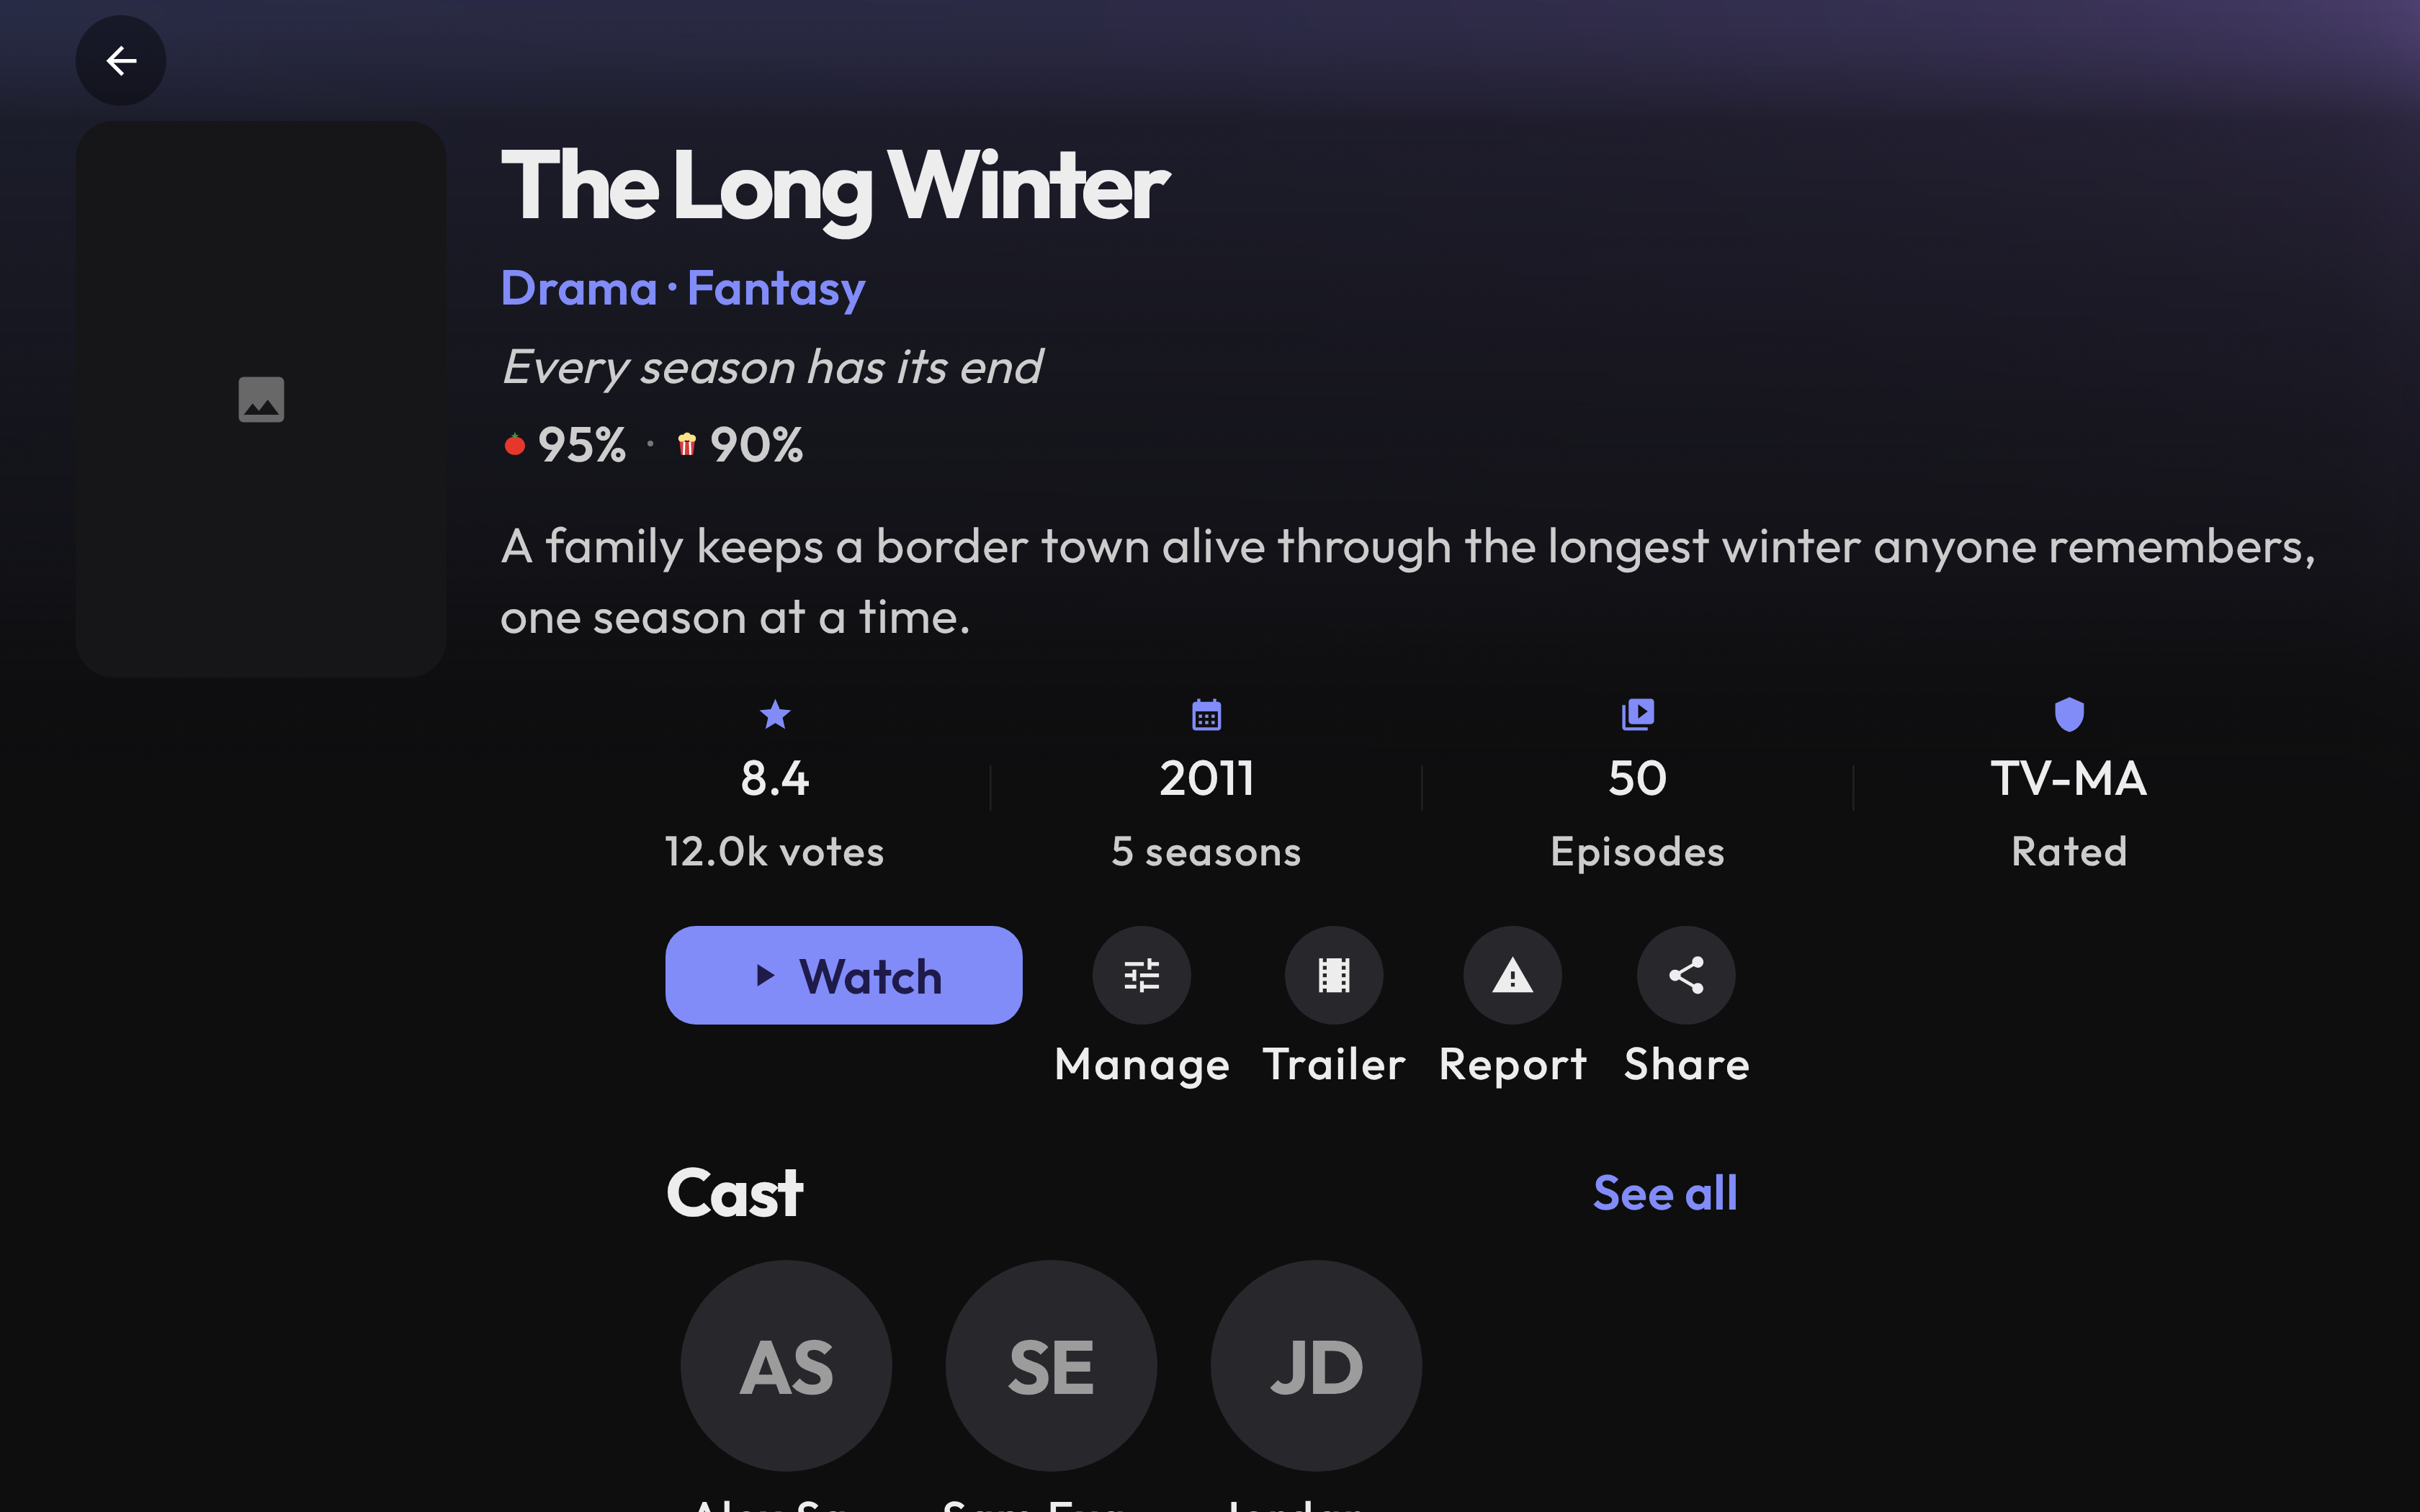 The Long Winter
Drama · Fantasy
Every season has its end
95% · 90%
A family keeps a border town alive through the longest winter anyone remembers,
one season at a time.
8.4
2011
50
TV-MA
12.0k votes
5 seasons
Episodes
Rated
Watch
Manage
Trailer
Report
Share
Cast
See all
AS
SE
JD